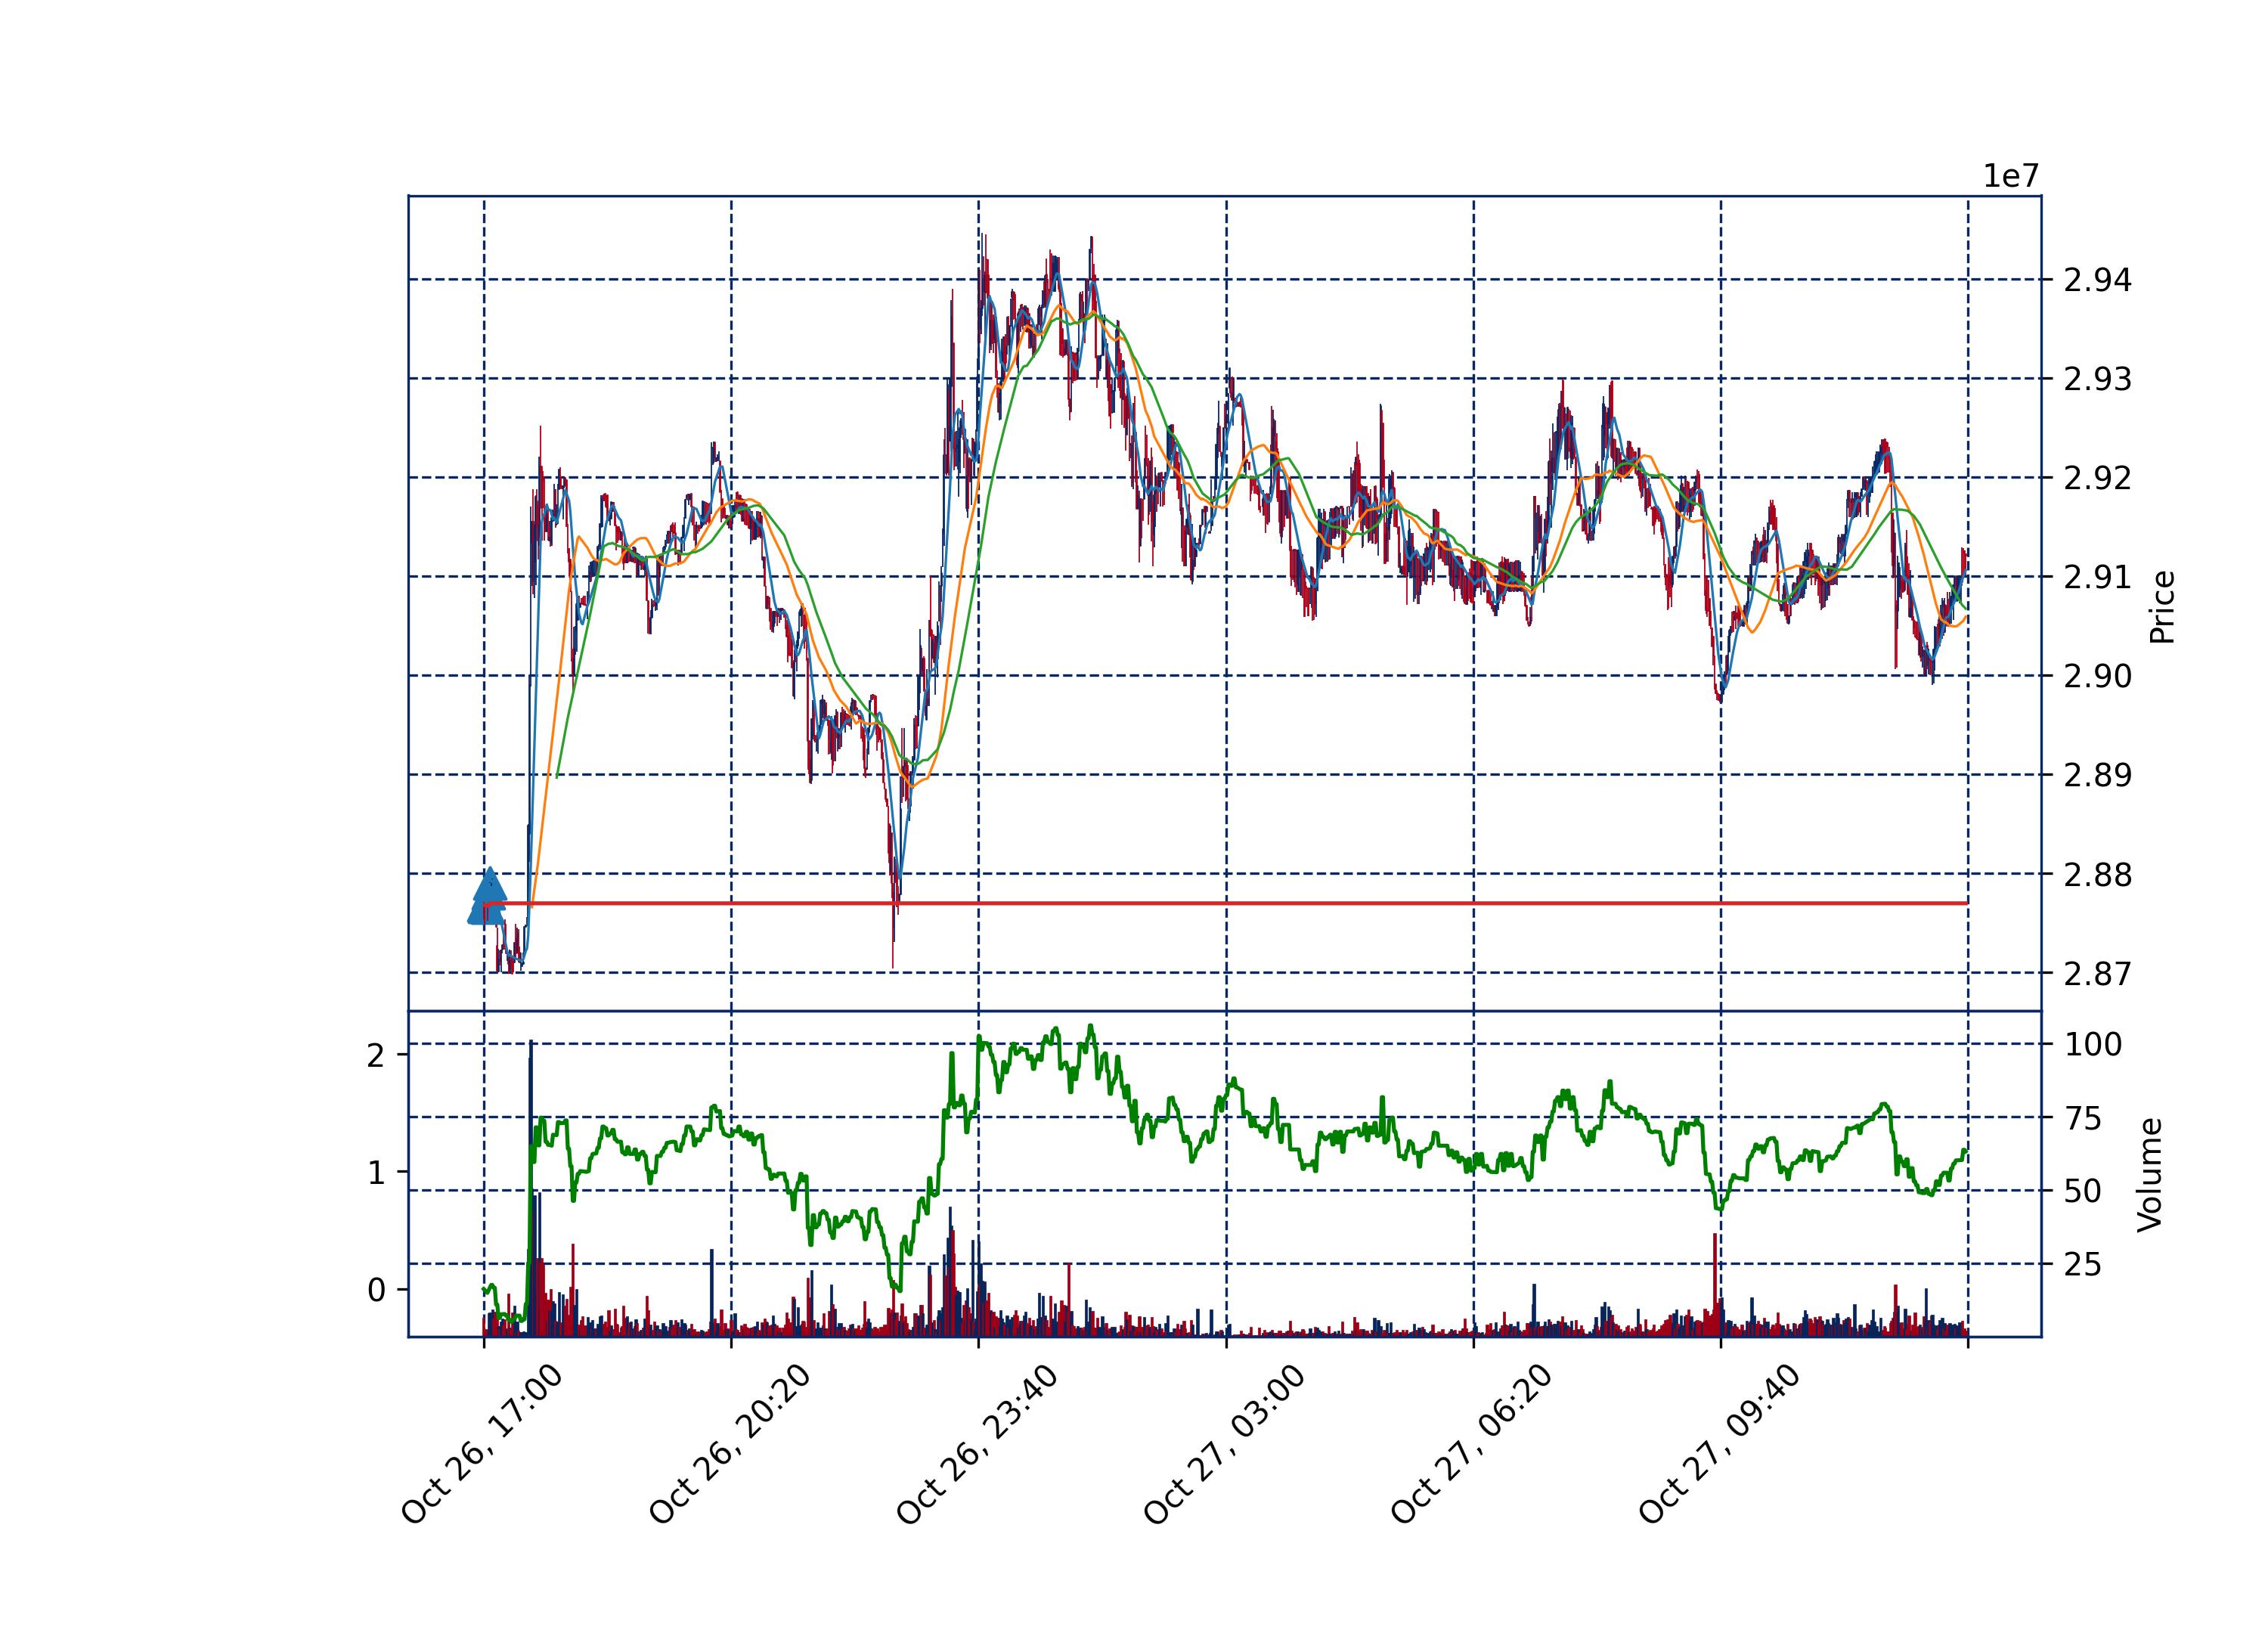 1e7
2.94
2.93
2.92
2.91
2.90
2.89
2.88
2.87
Price
2
1
0
100
75
50
25
Volume
Oct 26, 17:00
Oct 26, 20:20
Oct 26, 23:40
Oct 27, 03:00
Oct 27, 06:20
Oct 27, 09:40